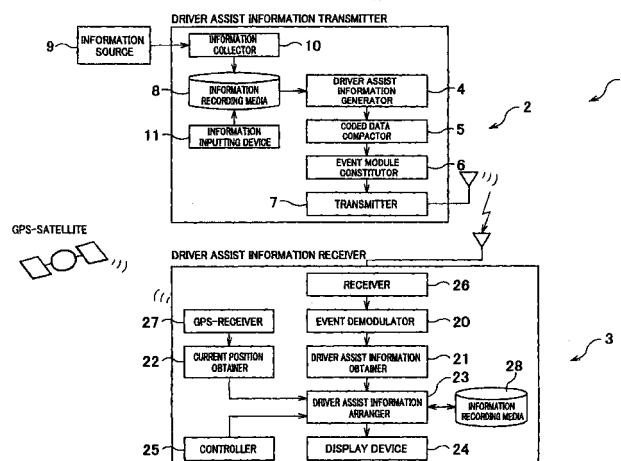 DRIVER ASSIST INFORMATION TRANSMITTER
9
INFORMATION
SOURCE
INFORMATION
COLLECTOR
10
8
INFORMATION
RECORDING MEDIA
DRIVER ASSIST
INFORMATION
GENERATOR
4
2
11
INFORMATION
INPUTTING DEVICE
CODED DATA
COMPACTOR
5
EVENT MODULE
CONSTITUTOR
6
7
TRANSMITTER
GPS-SATELLITE
DRIVER ASSIST INFORMATION RECEIVER
RECEIVER
26
27
GPS-RECEIVER
EVENT DEMODULATOR
20
22
CURRENT POSITION
OBTAINER
DRIVER ASSIST INFORMATION
OBTAINER
21
3
23
28
DRIVER ASSIST INFORMATION
ARRANGER
INFORMATION
RECORDING MEDIA
25
CONTROLLER
DISPLAY DEVICE
24